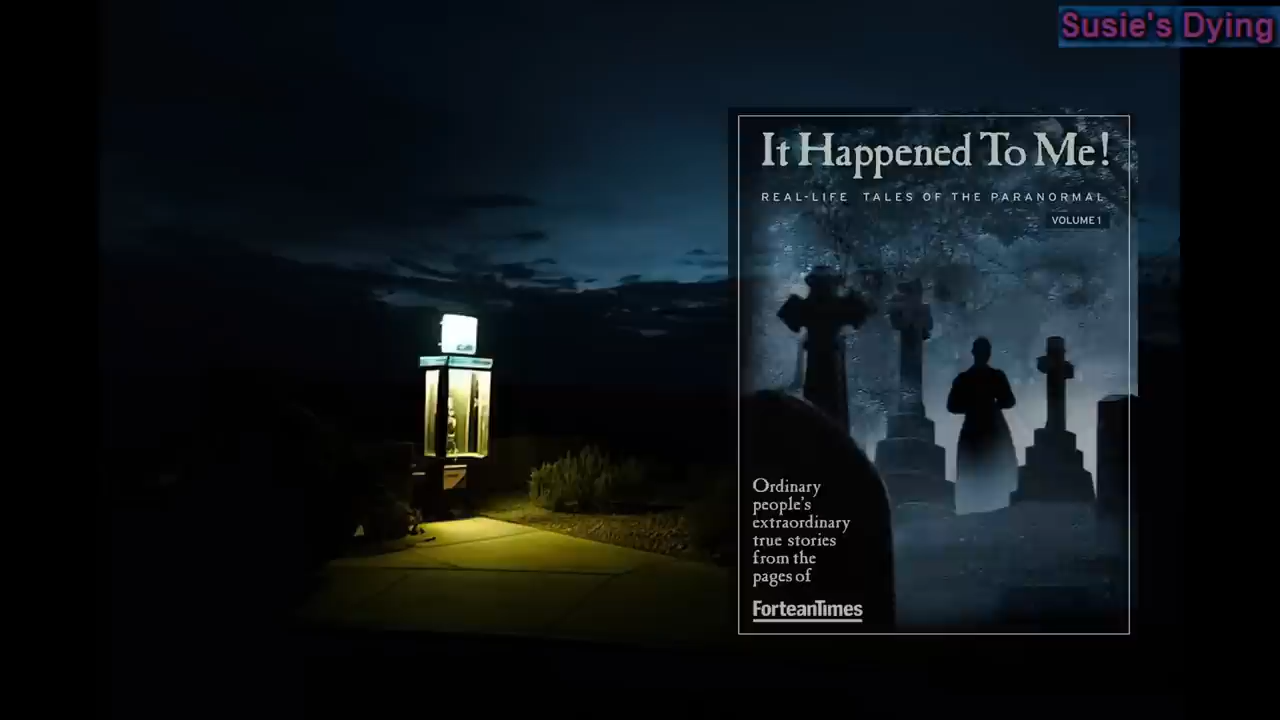 Susie's Dying
It Happened To Me!
REAL-LIFE TALES OF THE PARANORMAL
VOLUME 1
Ordinary
people's
extraordinary
true stories
from the
pages of
ForteanTimes